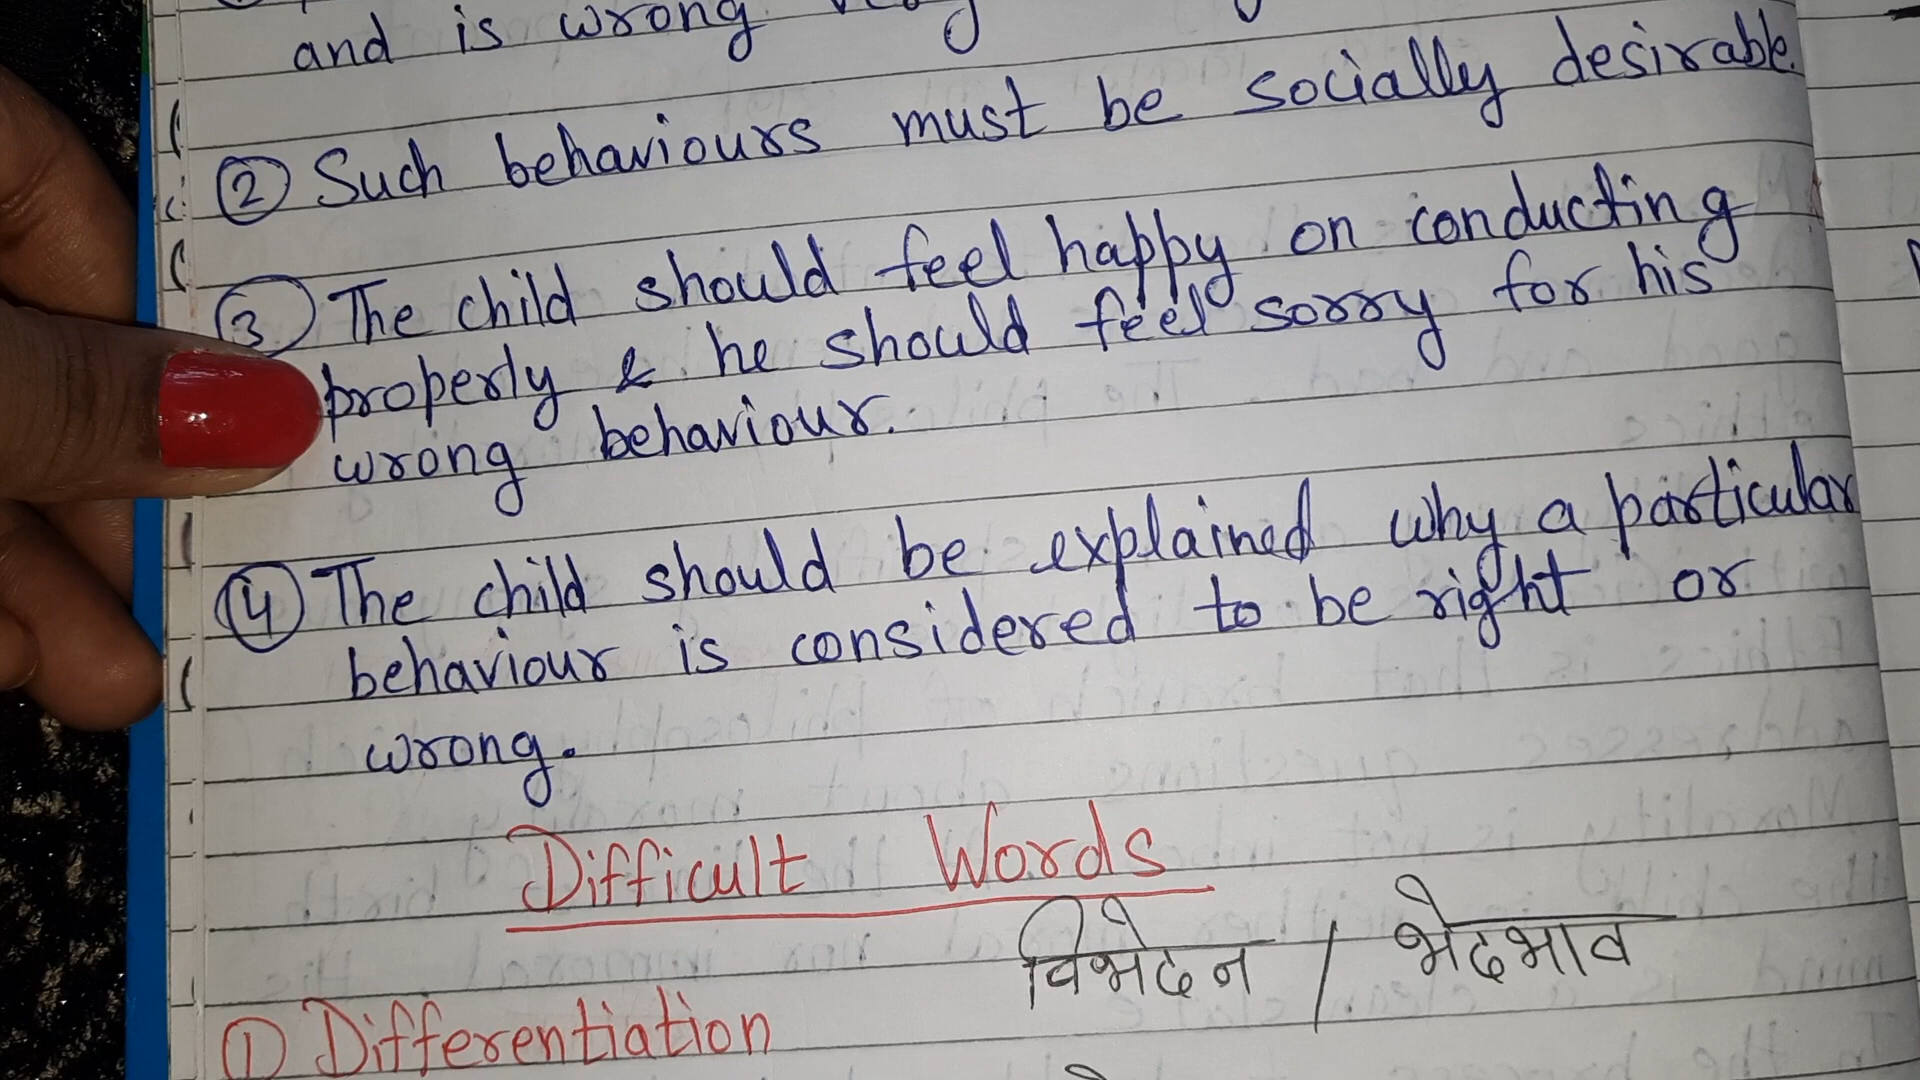 and is wrong
② Such behaviours must be socially desirable.
③ The child should feel happy on conducting
properly & he should feel sorry for his
wrong behaviour.
④ The child should be explained why a particular
behaviour is considered to be right or
wrong.
Difficult Words
① Differentiation विभेदन / भेदभाव